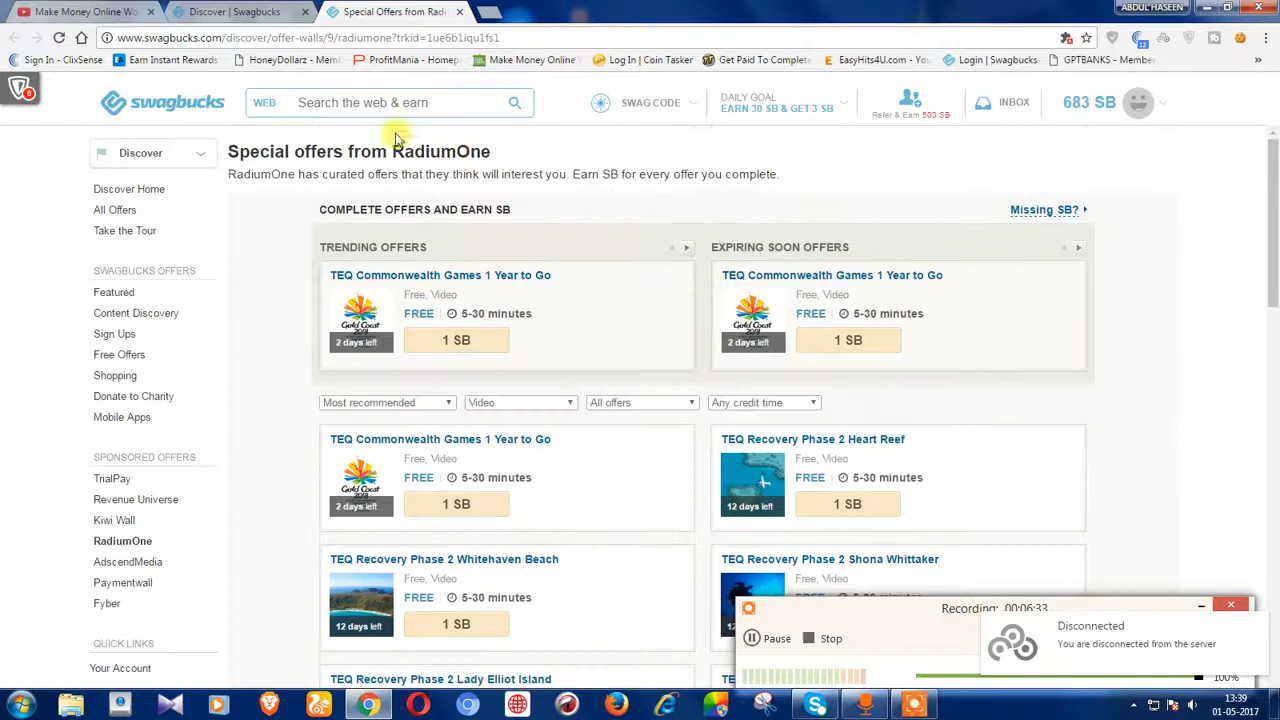 Make Money Online Wo
Discover | Swagbucks
Special Offers from Radi
ABDUL HASEEN
www.swagbucks.com/discover/offer-walls/9/radiumone?trkid=1ue6b1iqu1fs1
12
Sign In - ClixSense
Earn Instant Rewards
HoneyDollarz - Mem
ProfitMania - Homep
Make Money Online
Log In | Coin Tasker
Get Paid To Complete
EasyHits4U.com - You
Login | Swagbucks
GPTBANKS - Membe
»
swagbucks
WEB
Search the web & earn
SWAG CODE
DAILY GOAL
EARN 30 SB & GET 3 SB
Refer & Earn 500 SB
INBOX
683 SB
Discover
Special offers from RadiumOne
RadiumOne has curated offers that they think will interest you. Earn SB for every offer you complete.
Discover Home
All Offers
Take the Tour
SWAGBUCKS OFFERS
Featured
Content Discovery
Sign Ups
Free Offers
Shopping
Donate to Charity
Mobile Apps
SPONSORED OFFERS
TrialPay
Revenue Universe
Kiwi Wall
RadiumOne
AdscendMedia
Paymentwall
Fyber
QUICK LINKS
Your Account
COMPLETE OFFERS AND EARN SB
Missing SB?
TRENDING OFFERS
TEQ Commonwealth Games 1 Year to Go
Free, Video
FREE
5-30 minutes
Gold Coast
2 days left
1 SB
EXPIRING SOON OFFERS
TEQ Commonwealth Games 1 Year to Go
Free, Video
FREE
5-30 minutes
Gold Coast
2 days left
1 SB
Most recommended
Video
All offers
Any credit time
TEQ Commonwealth Games 1 Year to Go
Free, Video
FREE
5-30 minutes
Gold Coast
2 days left
1 SB
TEQ Recovery Phase 2 Heart Reef
Free, Video
FREE
5-30 minutes
12 days left
1 SB
TEQ Recovery Phase 2 Whitehaven Beach
Free, Video
FREE
5-30 minutes
12 days left
1 SB
TEQ Recovery Phase 2 Shona Whittaker
Free, Video
TEQ Recovery Phase 2 Lady Elliot Island
Recording: 00:06:33
Pause
Stop
Disconnected
You are disconnected from the server
100%
13:39
01-05-2017